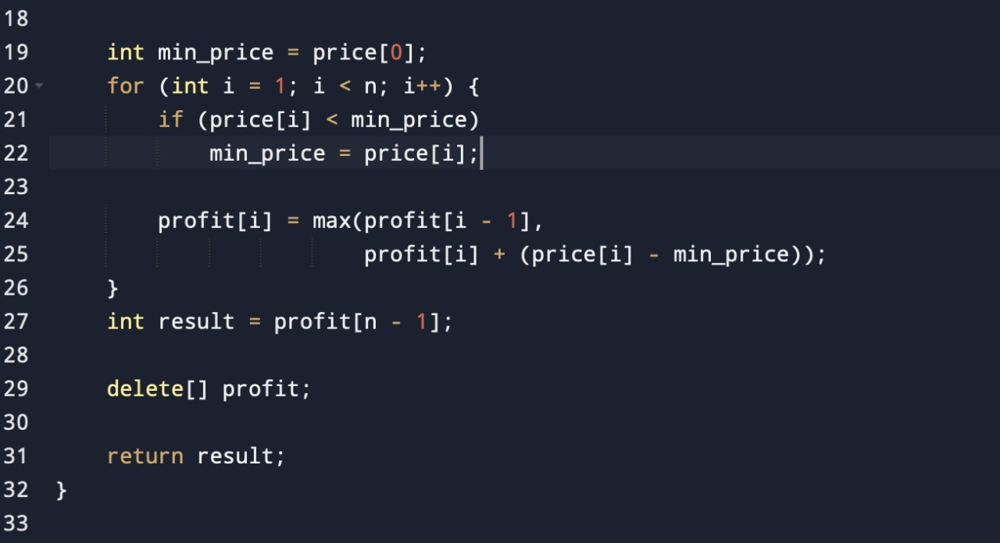 18
19 int min_price = price[0];
20 for (int i = 1; i < n; i++) {
21 if (price[i] < min_price)
22 min_price = price[i];
23
24 profit[i] = max(profit[i - 1],
25 profit[i] + (price[i] - min_price));
26 }
27 int result = profit[n - 1];
28
29 delete[] profit;
30
31 return result;
32 }
33